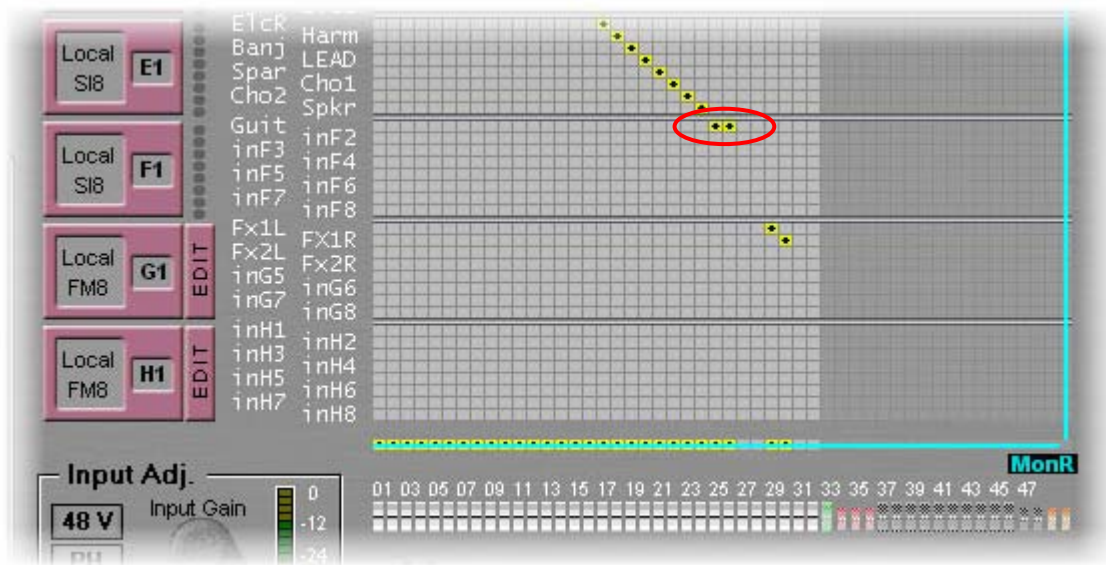 Local
SI8
E1
ElcR
Harm
Banj
LEAD
Spar
Cho1
Cho2
Spkr
Local
SI8
F1
Guit
inF2
inF3
inF4
inF5
inF6
inF7
inF8
Local
FM8
G1
EDIT
Fx1L
FX1R
Fx2L
Fx2R
inG5
inG6
inG7
inG8
Local
FM8
H1
EDIT
inH1
inH2
inH3
inH4
inH5
inH6
inH7
inH8
MonR
Input Adj.
01 03 05 07 09 11 13 15 17 19 21 23 25 27 29 31 33 35 37 39 41 43 45 47
48 V
Input Gain
0
-12
-24
PH